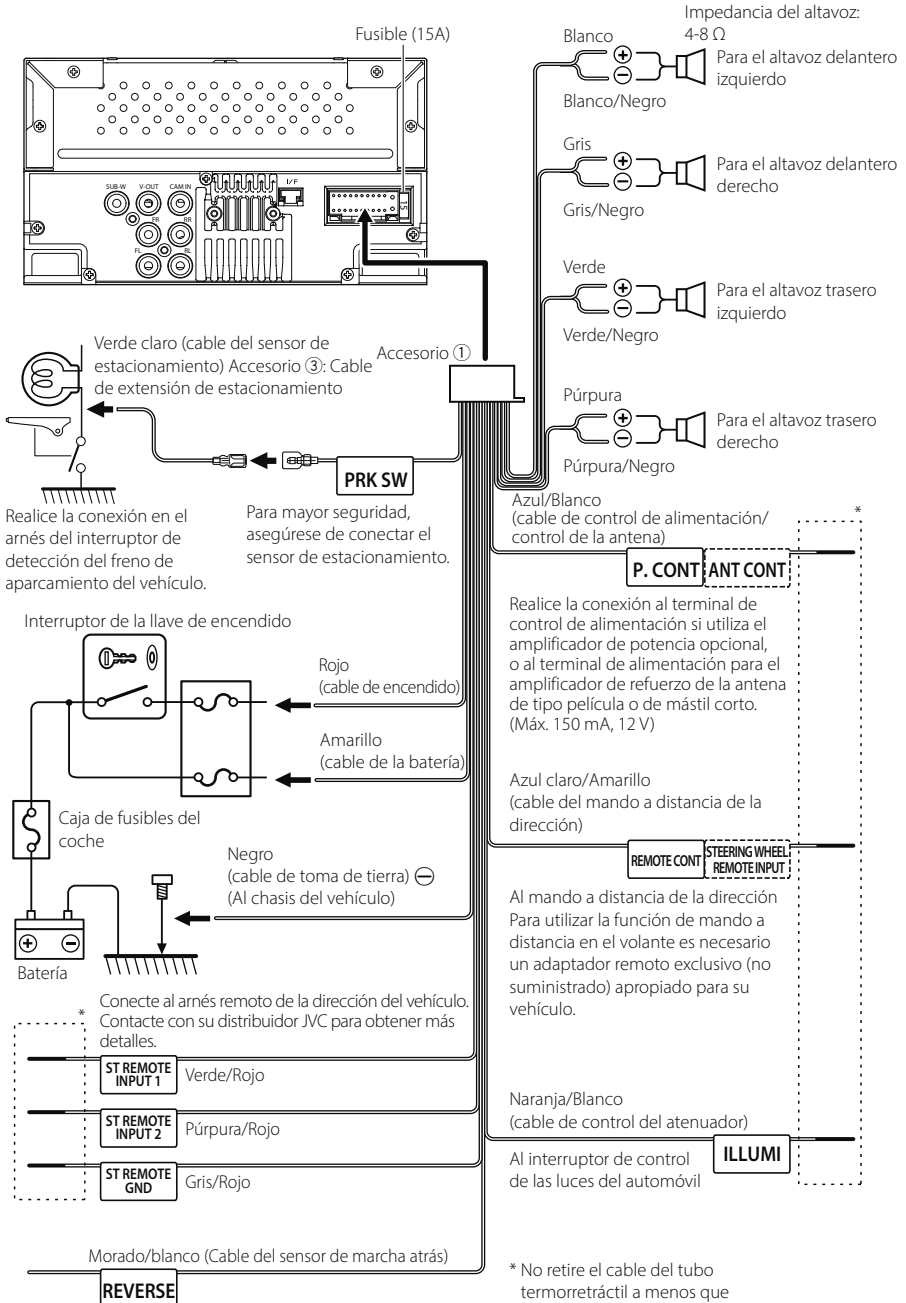 Impedancia del altavoz:
4-8 Ω
Fusible (15A)
Blanco
Para el altavoz delantero
izquierdo
Blanco/Negro
Gris
Para el altavoz delantero
derecho
Gris/Negro
SUB-W V-OUT CAM IN I/F
15
FR RR
FL RL
Verde
Para el altavoz trasero
izquierdo
Verde/Negro
Púrpura
Para el altavoz trasero
derecho
Púrpura/Negro
Verde claro (cable del sensor de
estacionamiento) Accesorio ③: Cable
de extensión de estacionamiento
Accesorio ①
PRK SW
Realice la conexión en el
arnés del interruptor de
detección del freno de
aparcamiento del vehículo.
Para mayor seguridad,
asegúrese de conectar el
sensor de estacionamiento.
Azul/Blanco
(cable de control de alimentación/
control de la antena)
*
P. CONT ANT CONT
Realice la conexión al terminal de
control de alimentación si utiliza el
amplificador de potencia opcional,
o al terminal de alimentación para el
amplificador de refuerzo de la antena
de tipo película o de mástil corto.
(Máx. 150 mA, 12 V)
Interruptor de la llave de encendido
Rojo
(cable de encendido)
Amarillo
(cable de la batería)
Caja de fusibles del
coche
Negro
(cable de toma de tierra) ⊖
(Al chasis del vehículo)
Batería
Azul claro/Amarillo
(cable del mando a distancia de la
dirección)
REMOTE CONT STEERING WHEEL
REMOTE INPUT
Al mando a distancia de la dirección
Para utilizar la función de mando a
distancia en el volante es necesario
un adaptador remoto exclusivo (no
suministrado) apropiado para su
vehículo.
Conecte al arnés remoto de la dirección del vehículo.
Contacte con su distribuidor JVC para obtener más
detalles.
*
ST REMOTE
INPUT 1
Verde/Rojo
ST REMOTE
INPUT 2
Púrpura/Rojo
ST REMOTE
GND
Gris/Rojo
Naranja/Blanco
(cable de control del atenuador)
ILLUMI
Al interruptor de control
de las luces del automóvil
Morado/blanco (Cable del sensor de marcha atrás)
REVERSE
* No retire el cable del tubo
termorretráctil a menos que